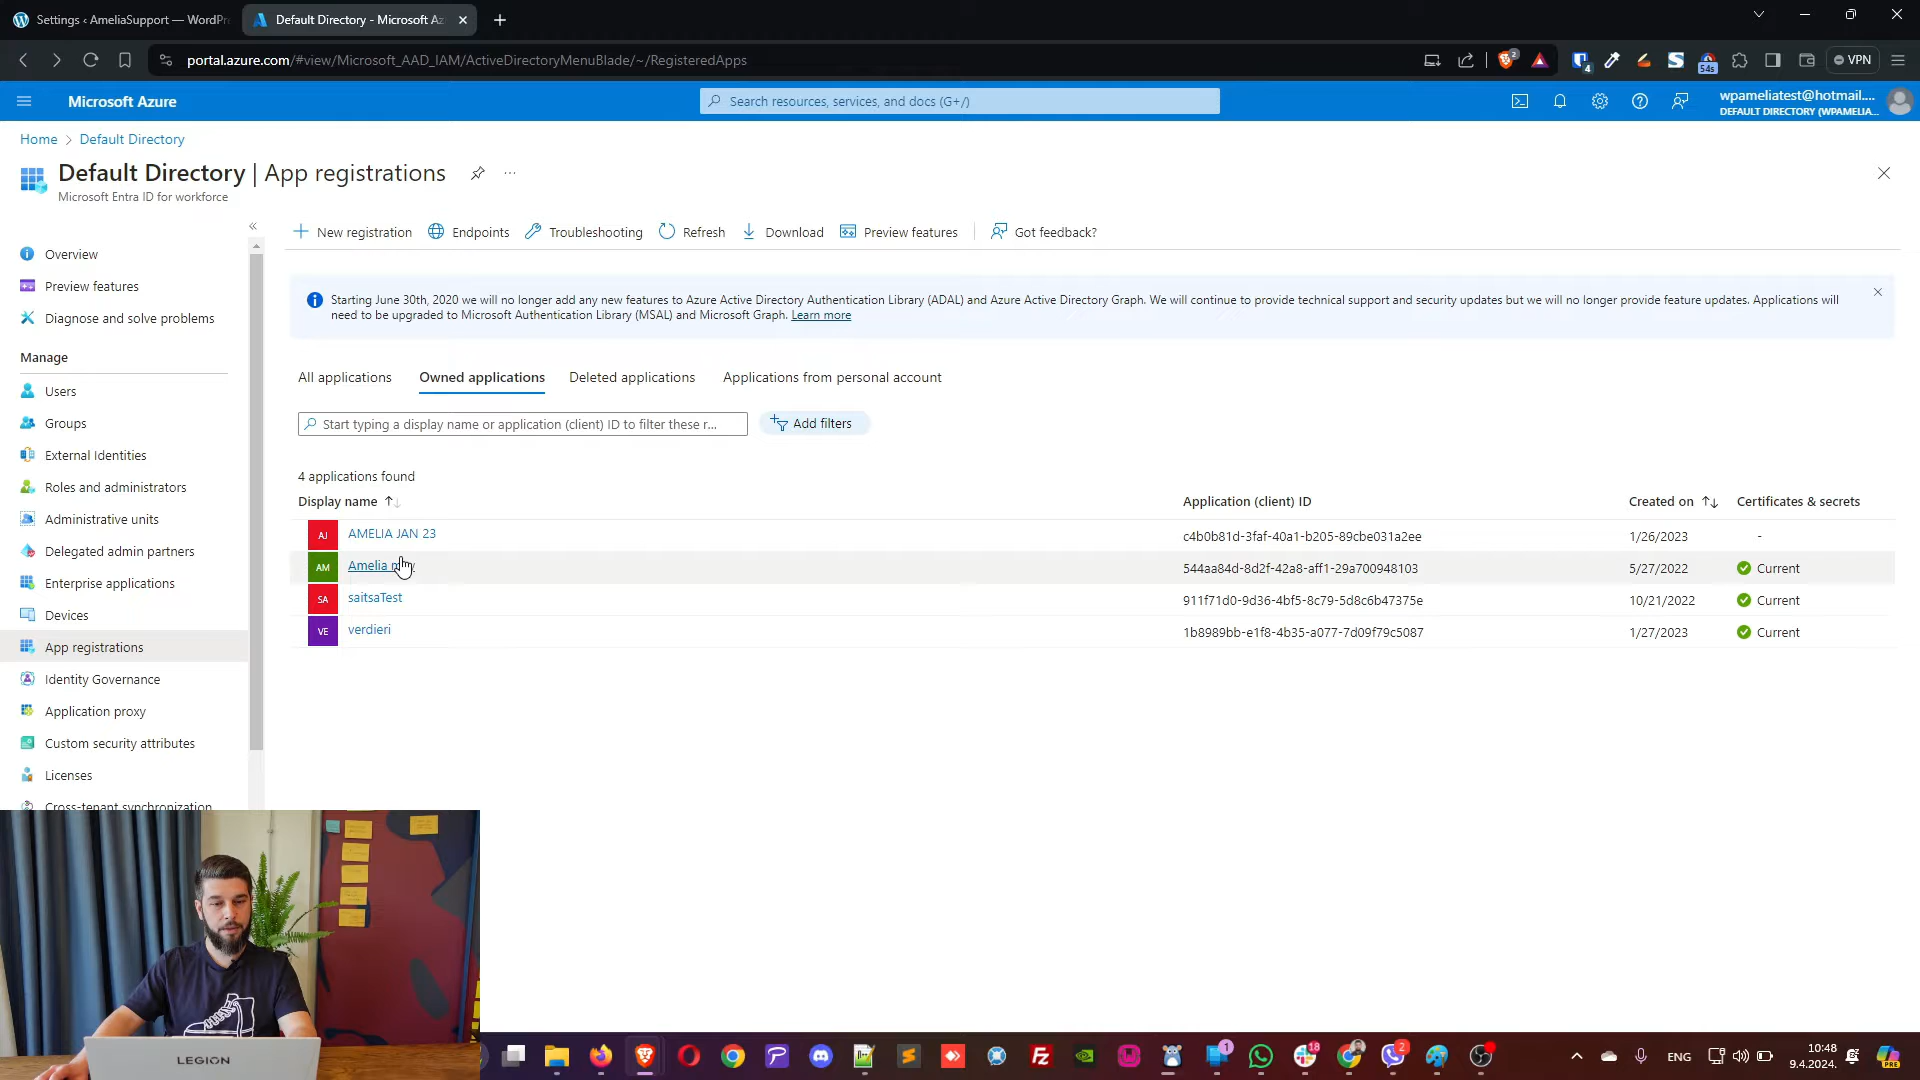 Settings ‹ AmeliaSupport — WordPr
Default Directory - Microsoft Az
portal.azure.com/#view/Microsoft_AAD_IAM/ActiveDirectoryMenuBlade/~/RegisteredApps
2
4
54s
VPN
Microsoft Azure
Search resources, services, and docs (G+/)
wpameliatest@hotmail....
DEFAULT DIRECTORY (WPAMELIA...
Home > Default Directory
Default Directory | App registrations
Microsoft Entra ID for workforce
Overview
Preview features
Diagnose and solve problems
Manage
Users
Groups
External Identities
Roles and administrators
Administrative units
Delegated admin partners
Enterprise applications
Devices
App registrations
Identity Governance
Application proxy
Custom security attributes
Licenses
Cross-tenant synchronization
New registration
Endpoints
Troubleshooting
Refresh
Download
Preview features
Got feedback?
Starting June 30th, 2020 we will no longer add any new features to Azure Active Directory Authentication Library (ADAL) and Azure Active Directory Graph. We will continue to provide technical support and security updates but we will no longer provide feature updates. Applications will
need to be upgraded to Microsoft Authentication Library (MSAL) and Microsoft Graph. Learn more
All applications
Owned applications
Deleted applications
Applications from personal account
Start typing a display name or application (client) ID to filter these r...
Add filters
4 applications found
Display name
Application (client) ID
Created on
Certificates & secrets
AJ AMELIA JAN 23 c4b0b81d-3faf-40a1-b205-89cbe031a2ee 1/26/2023 -
AM Amelia 544aa84d-8d2f-42a8-aff1-29a700948103 5/27/2022 Current
SA saitsaTest 911f71d0-9d36-4bf5-8c79-5d8c6b47375e 10/21/2022 Current
VE verdieri 1b8989bb-e1f8-4b35-a077-7d09f79c5087 1/27/2023 Current
LEGION
1
18
2
ENG
10:48
9.4.2024.
PRE